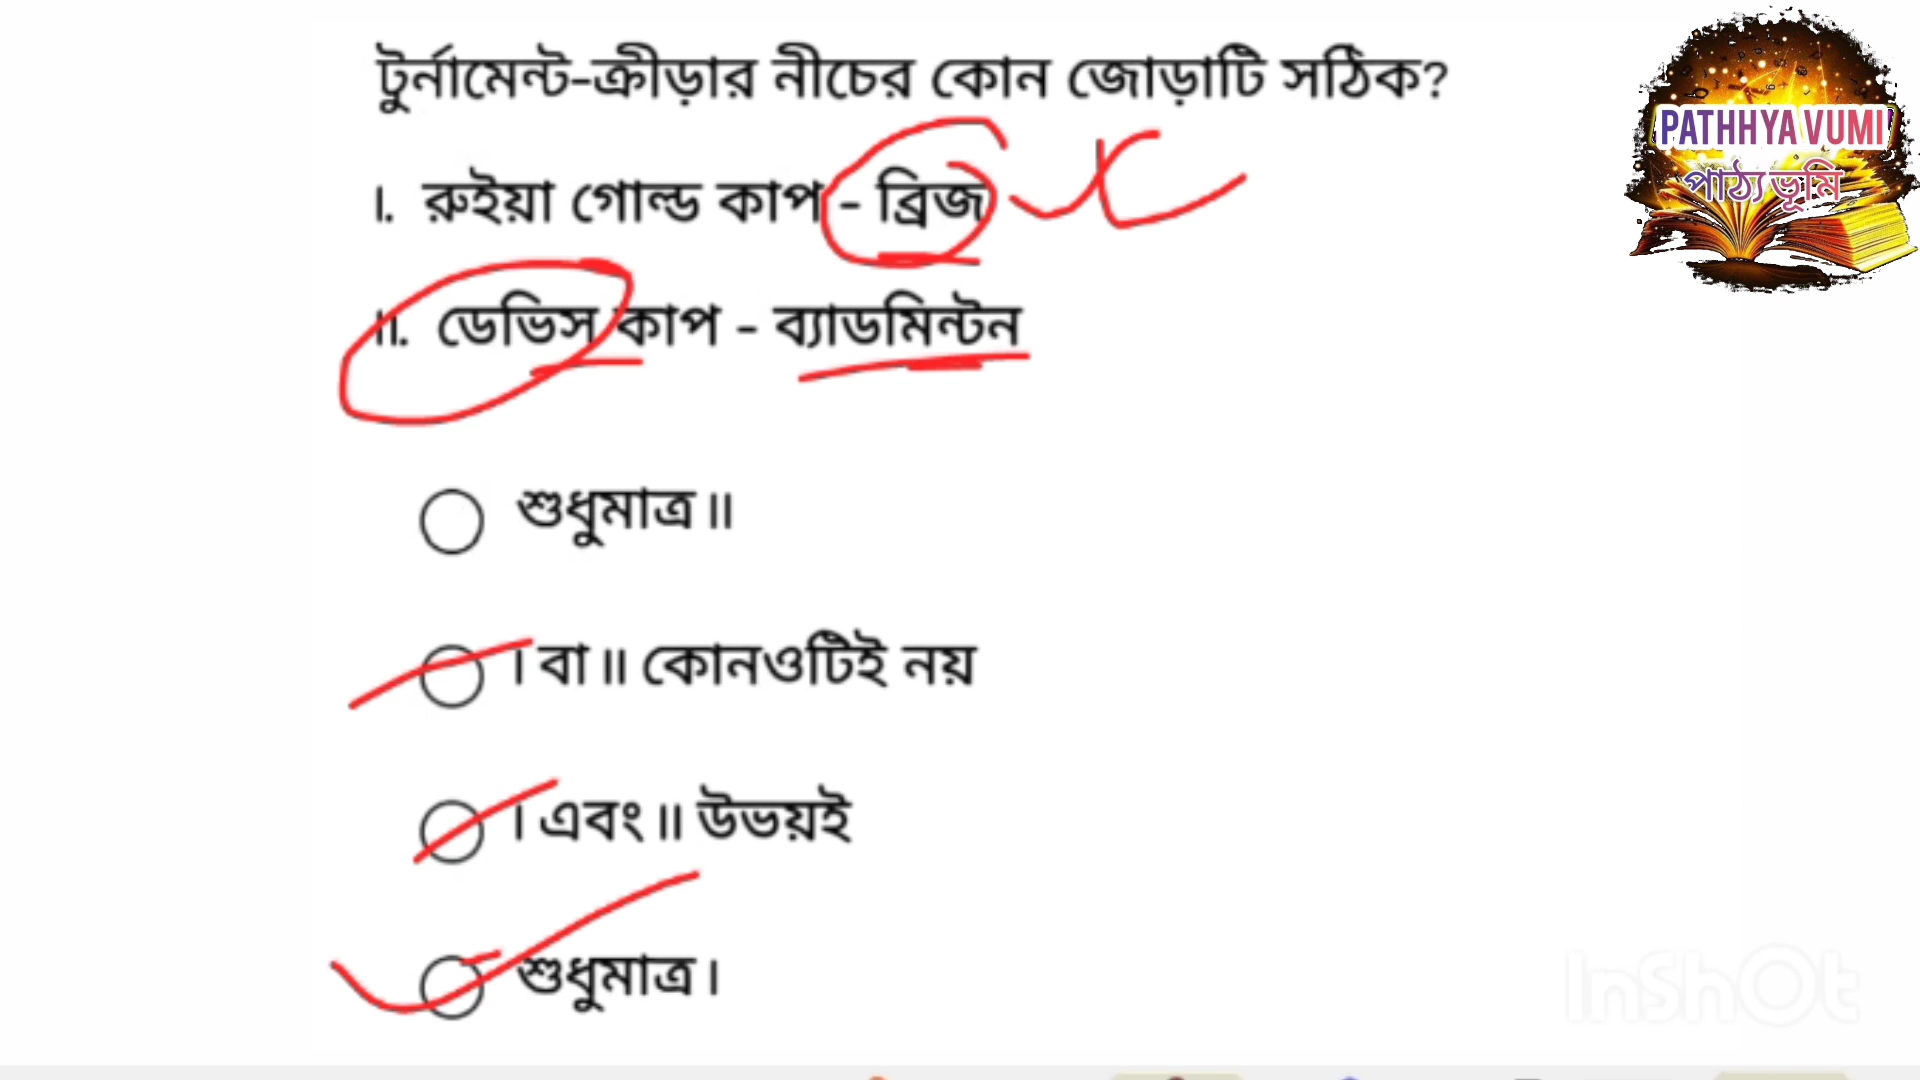 টুর্নামেন্ট-ক্রীড়ার নীচের কোন জোড়াটি সঠিক?
PATHHYA VUMI
পাঠ্য ভূমি
I. রুইয়া গোল্ড কাপ - ব্রিজ
II. ডেভিস কাপ - ব্যাডমিন্টন
শুধুমাত্র II
I বা II কোনওটিই নয়
I এবং II উভয়ই
শুধুমাত্র I
InShOt